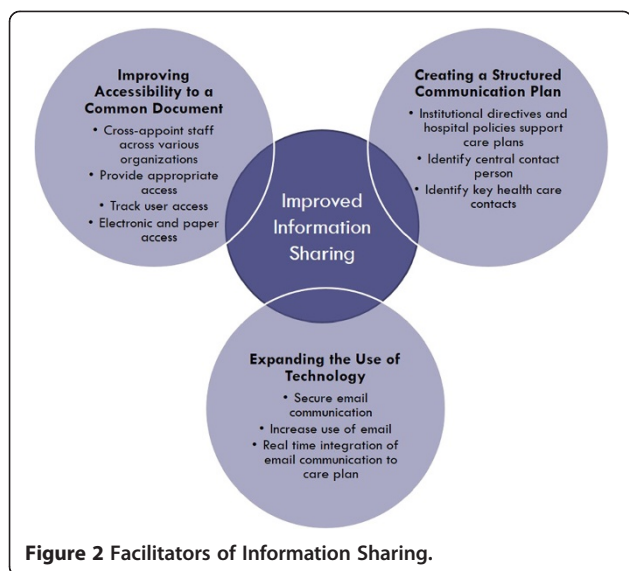 Improving
Accessibility to a
Common Document
• Cross-appoint staff
across various
organizations
• Provide appropriate
access
• Track user access
• Electronic and paper
access
Creating a Structured
Communication Plan
• Institutional directives and
hospital policies support
care plans
• Identify central contact
person
• Identify key health care
contacts
Improved
Information
Sharing
Expanding the Use of
Technology
• Secure email
communication
• Increase use of email
• Real time integration of
email communication to
care plan
Figure 2 Facilitators of Information Sharing.